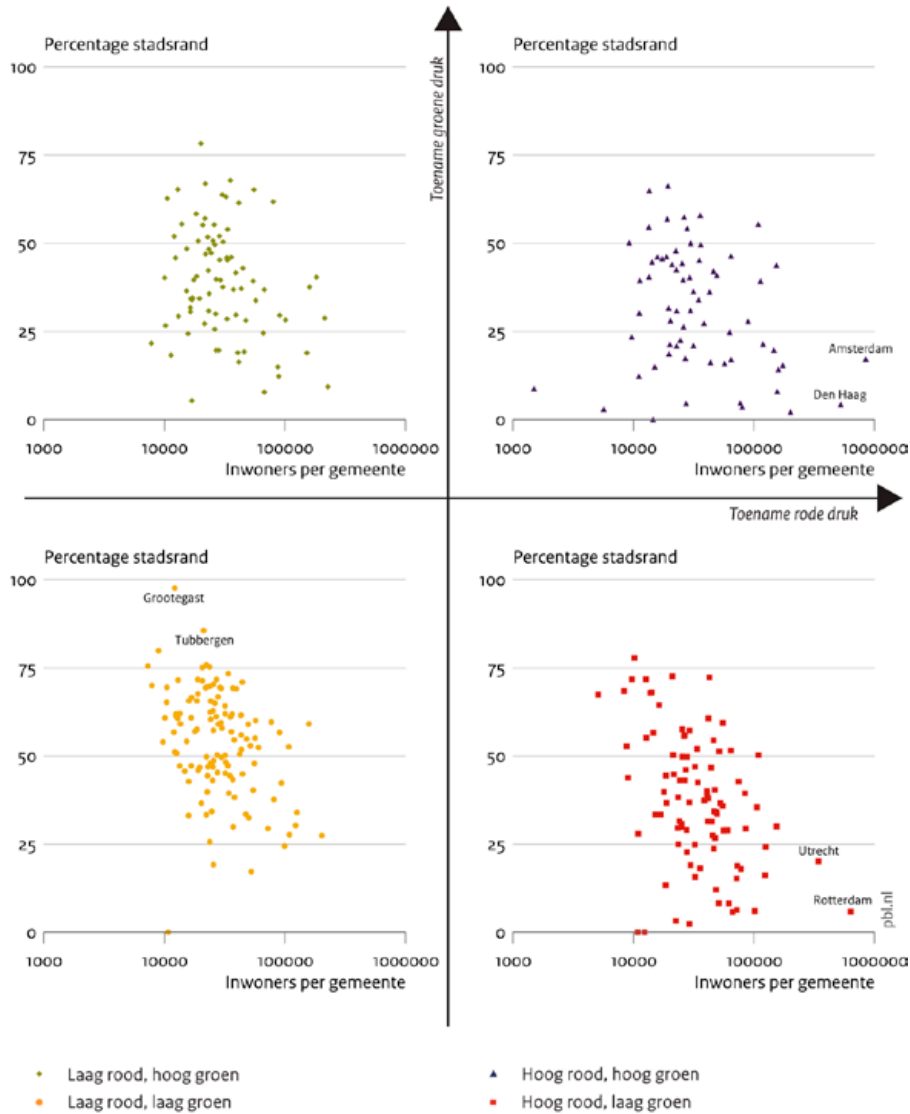 Percentage stadsrand
100
75
50
25
0
1000
10000
100000
1000000
Inwoners per gemeente
Toename groene druk
Percentage stadsrand
100
75
50
25
0
Amsterdam
Den Haag
1000
10000
100000
1000000
Inwoners per gemeente
Toename rode druk
Percentage stadsrand
100
Grootegast
Tubbergen
75
50
25
0
1000
10000
100000
1000000
Inwoners per gemeente
Percentage stadsrand
100
75
50
25
0
Utrecht
Rotterdam
1000
10000
100000
1000000
Inwoners per gemeente
pbl.nl
Laag rood, hoog groen
Laag rood, laag groen
Hoog rood, hoog groen
Hoog rood, laag groen